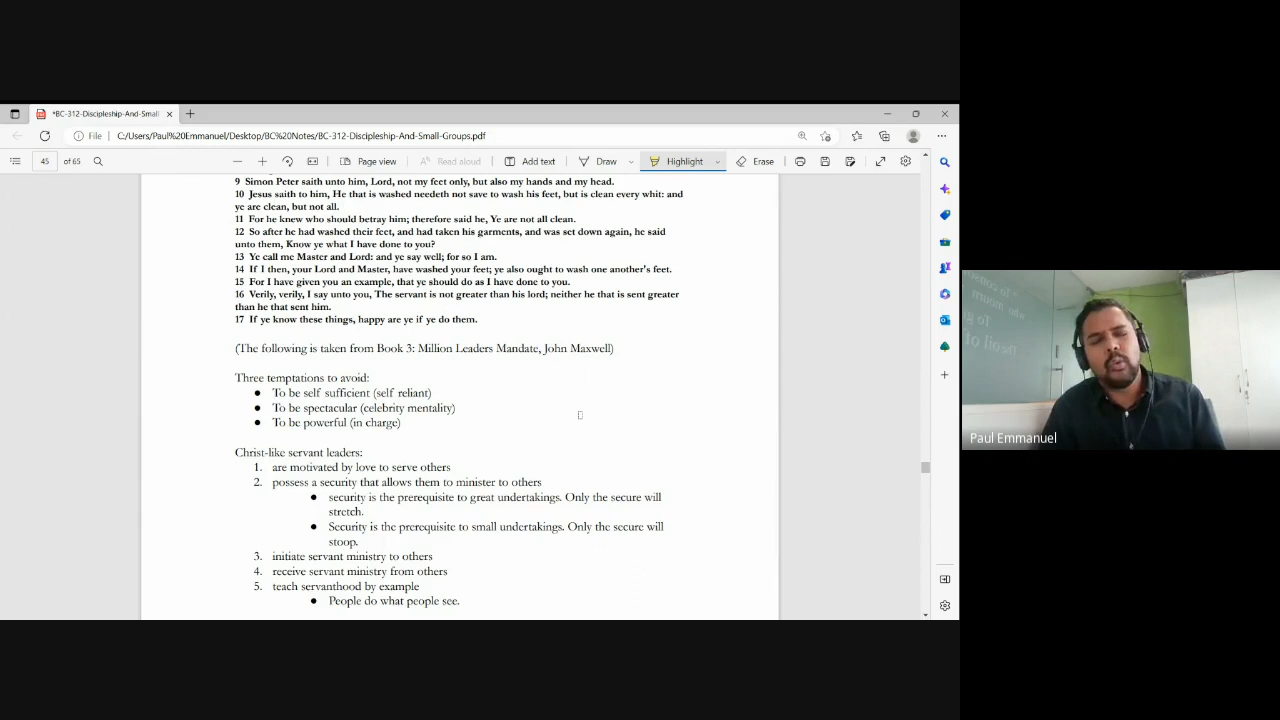 *BC-312-Discipleship-And-Small
File
C:/Users/Paul%20Emmanuel/Desktop/BC%20Notes/BC-312-Discipleship-And-Small-Groups.pdf
45 of 65
Page view
Read aloud
Add text
Draw
Highlight
Erase
9 Simon Peter saith unto him, Lord, not my feet only, but also my hands and my head.
10 Jesus saith to him, He that is washed needeth not save to wash his feet, but is clean every whit: and
ye are clean, but not all.
11 For he knew who should betray him; therefore said he, Ye are not all clean.
12 So after he had washed their feet, and had taken his garments, and was set down again, he said
unto them, Know ye what I have done to you?
13 Ye call me Master and Lord: and ye say well; for so I am.
14 If I then, your Lord and Master, have washed your feet; ye also ought to wash one another's feet.
15 For I have given you an example, that ye should do as I have done to you.
16 Verily, verily, I say unto you, The servant is not greater than his lord; neither he that is sent greater
than he that sent him.
17 If ye know these things, happy are ye if ye do them.
(The following is taken from Book 3: Million Leaders Mandate, John Maxwell)
Three temptations to avoid:
● To be self sufficient (self reliant)
● To be spectacular (celebrity mentality)
● To be powerful (in charge)
Christ-like servant leaders:
1. are motivated by love to serve others
2. possess a security that allows them to minister to others
● security is the prerequisite to great undertakings. Only the secure will
stretch.
● Security is the prerequisite to small undertakings. Only the secure will
stoop.
3. initiate servant ministry to others
4. receive servant ministry from others
5. teach servanthood by example
● People do what people see.
Paul Emmanuel